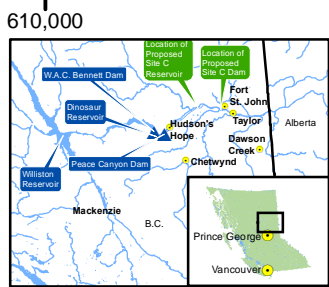 610,000
Location of
Proposed
Site C
Reservoir
Location of
Proposed
Site C Dam
W.A.C. Bennett Dam
Fort
St. John
Dinosaur
Reservoir
Hudson's
Hope
Taylor
Alberta
Dawson
Creek
Peace Canyon Dam
Chetwynd
Williston
Reservoir
Mackenzie
B.C.
Prince George
Vancouver